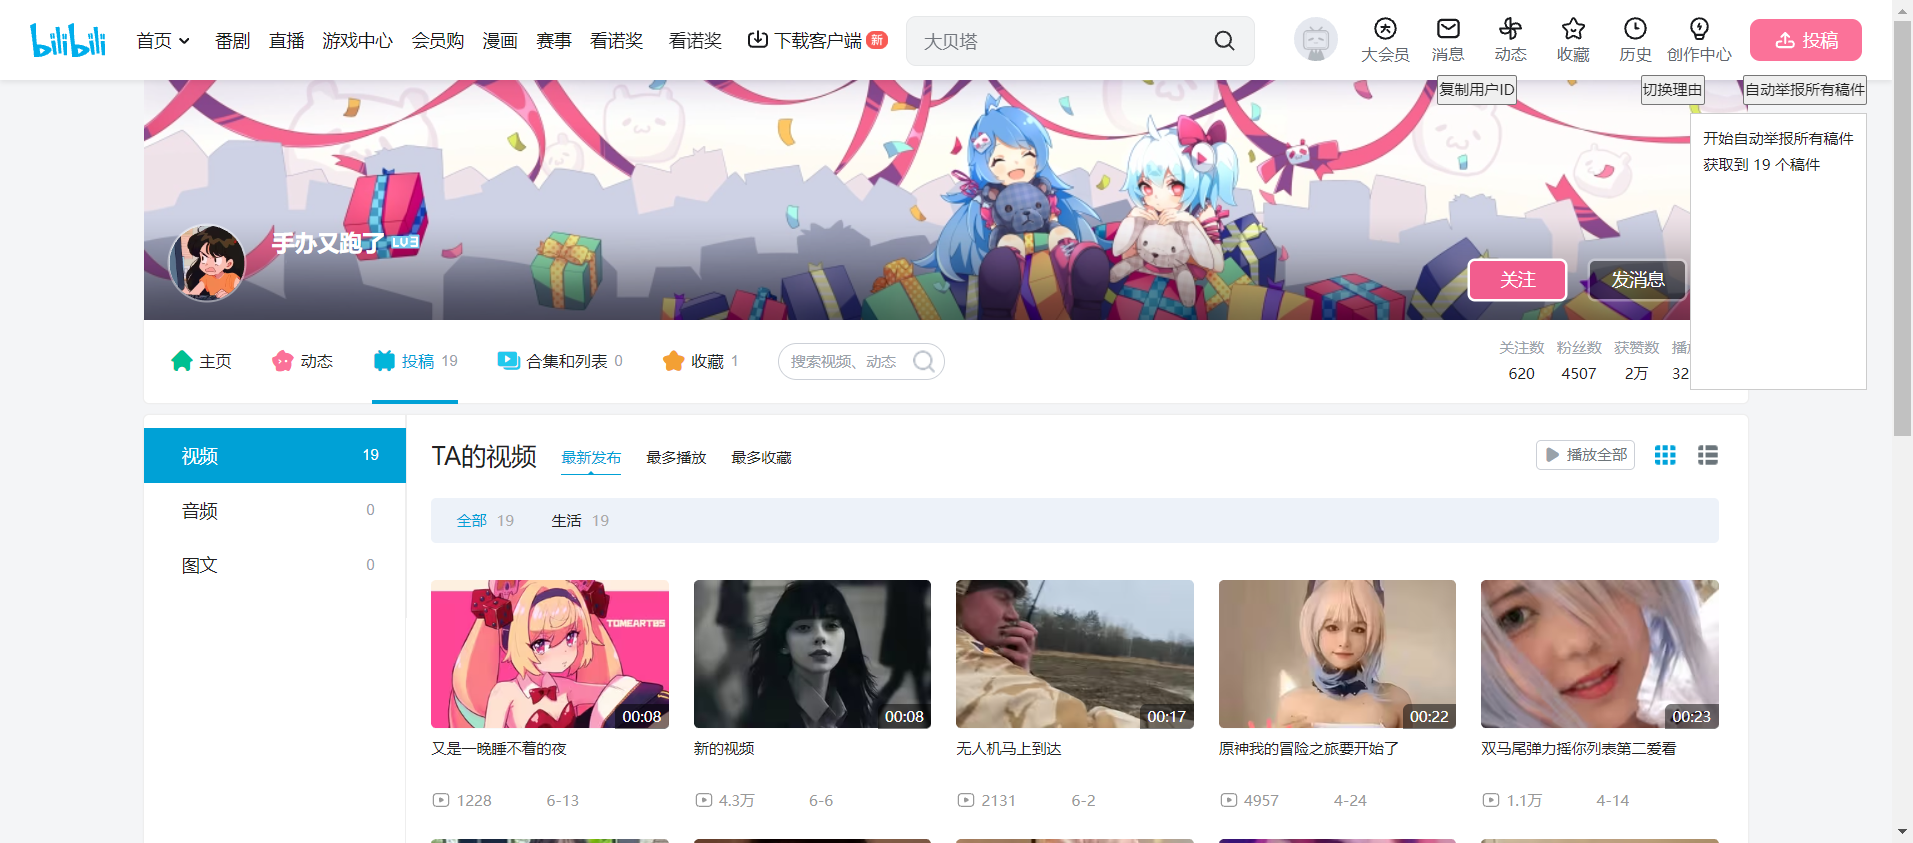 bilibili
首页
番剧
直播
游戏中心
会员购
漫画
赛事
看诺奖
看诺奖
下载客户端
新
大贝塔
大会员
消息
动态
收藏
历史
创作中心
投稿
复制用户ID
切换理由
自动举报所有稿件
开始自动举报所有稿件
获取到 19 个稿件
手办又跑了 LV3
关注
发消息
主页
动态
投稿 19
合集和列表 0
收藏 1
搜索视频、动态
关注数 粉丝数 获赞数
620 4507 2万 32
视频 19
音频 0
图文 0
TA的视频
最新发布
最多播放
最多收藏
播放全部
全部 19
生活 19
TOMEART05
00:08
00:08
00:17
00:22
00:23
又是一晚睡不着的夜
新的视频
无人机马上到达
原神我的冒险之旅要开始了
双马尾弹力摇你列表第二爱看
1228 6-13
4.3万 6-6
2131 6-2
4957 4-24
1.1万 4-14